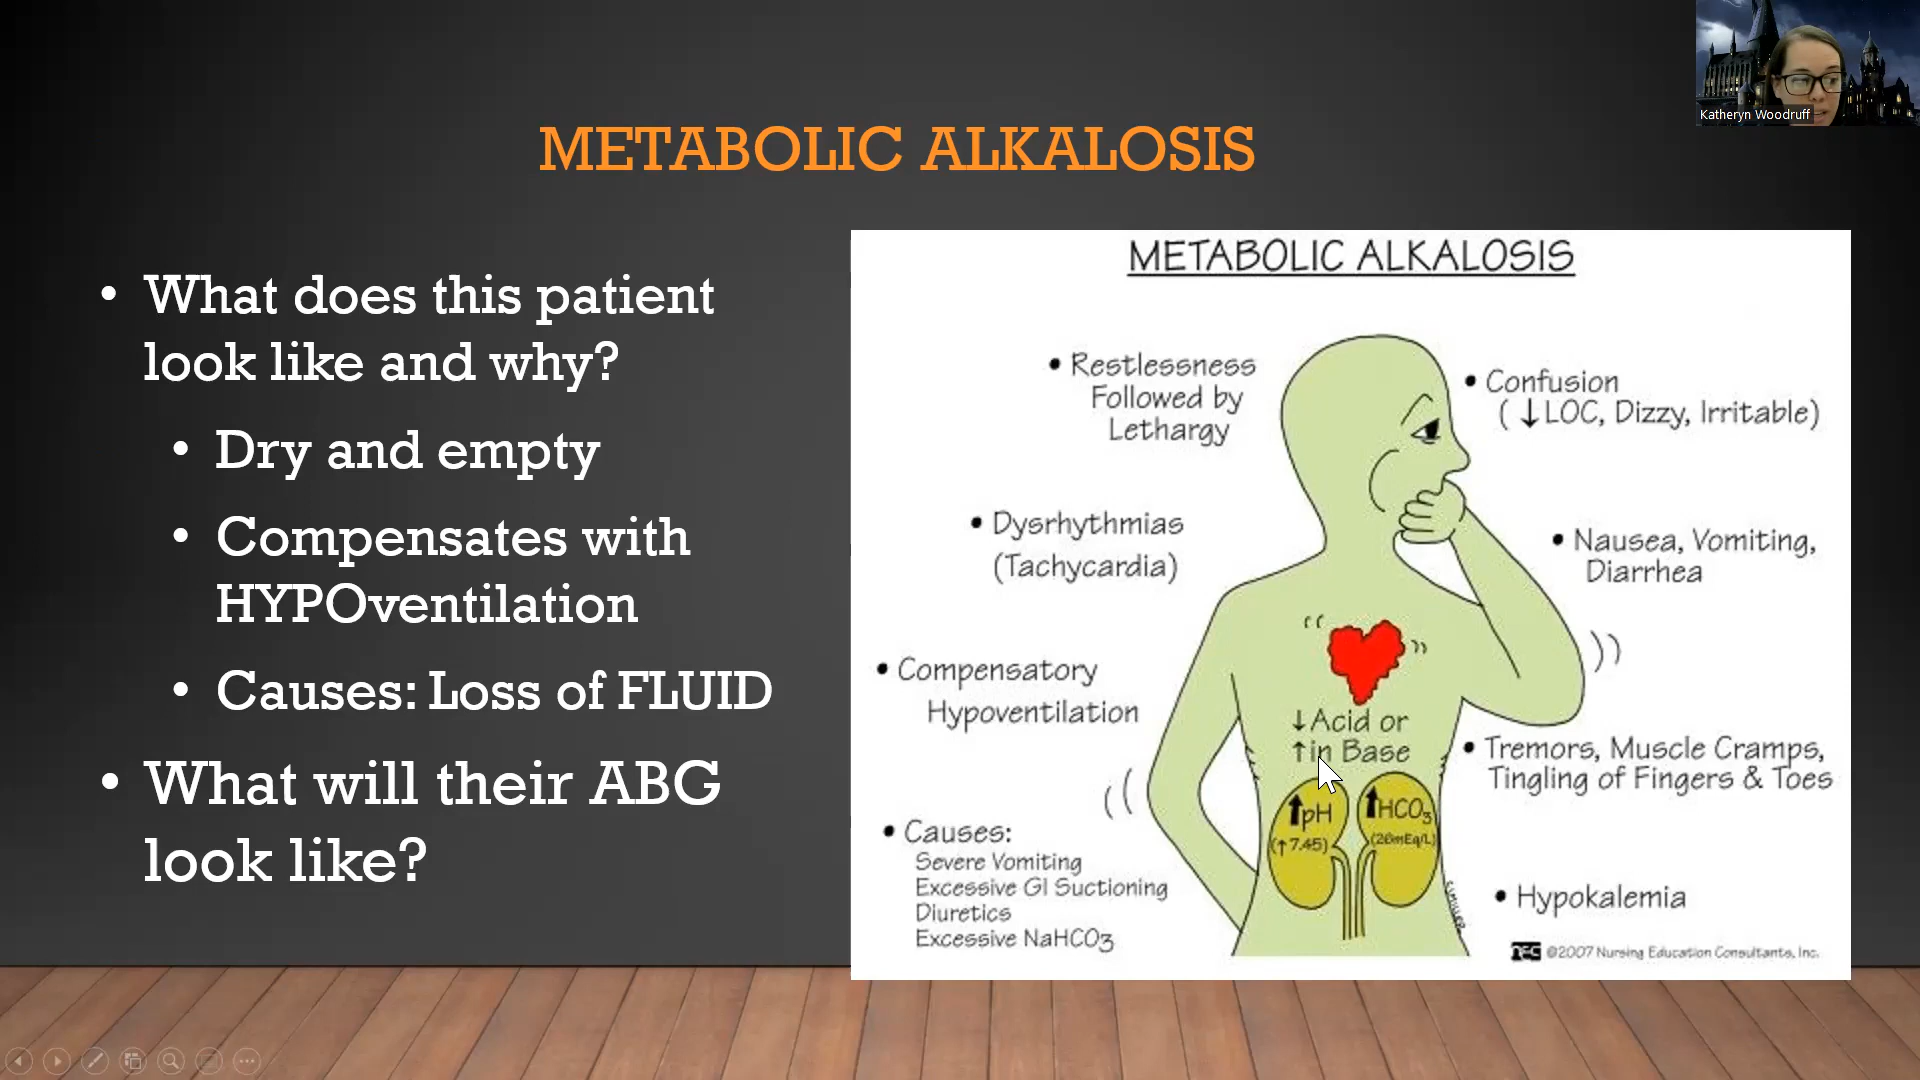 Katheryn Woodruff
METABOLIC ALKALOSIS
• What does this patient
look like and why?
• Dry and empty
• Compensates with
HYPOventilation
• Causes: Loss of FLUID
• What will their ABG
look like?
METABOLIC ALKALOSIS
• Restlessness
Followed by
Lethargy
• Confusion
(↓LOC, Dizzy, Irritable)
• Dysrhythmias
(Tachycardia)
• Nausea, Vomiting,
Diarrhea
• Compensatory
Hypoventilation
↓Acid or
↑in Base
• Tremors, Muscle Cramps,
Tingling of Fingers & Toes
↑pH
(↑7.45)
↑HCO3
(26mEq/L)
• Causes:
Severe Vomiting
Excessive GI Suctioning
Diuretics
Excessive NaHCO3
• Hypokalemia
NEC ©2007 Nursing Education Consultants, Inc.